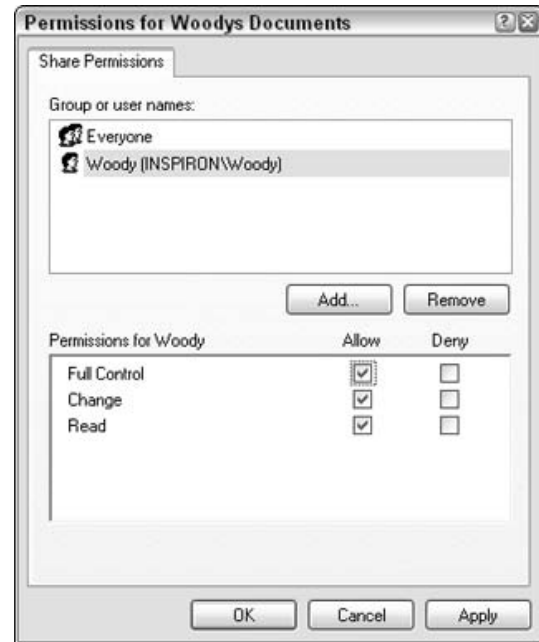 Permissions for Woodys Documents
Share Permissions
Group or user names:
Everyone
Woody (INSPIRON\Woody)
Add... Remove
Permissions for Woody Allow Deny
Full Control
Change
Read
OK Cancel Apply